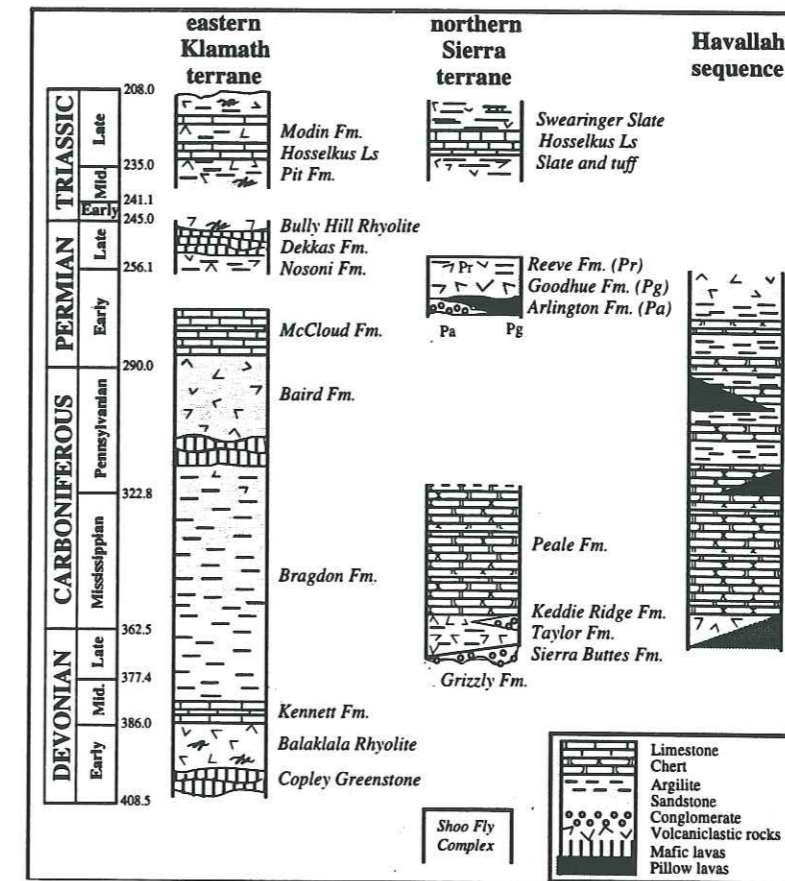 eastern
Klamath
terrane
northern
Sierra
terrane
Havallah
sequence
TRIASSIC
Late
Mid.
Early
PERMIAN
Late
Early
CARBONIFEROUS
Pennsylvanian
Mississippian
DEVONIAN
Late
Mid.
Early
208.0
235.0
241.1
245.0
256.1
290.0
322.8
362.5
377.4
386.0
408.5
Modin Fm.
Hosselkus Ls
Pit Fm.
Bully Hill Rhyolite
Dekkas Fm.
Nosoni Fm.
McCloud Fm.
Baird Fm.
Bragdon Fm.
Kennett Fm.
Balaklala Rhyolite
Copley Greenstone
Swearinger Slate
Hosselkus Ls
Slate and tuff
Pr
Reeve Fm. (Pr)
Goodhue Fm. (Pg)
Arlington Fm. (Pa)
Pa Pg
Peale Fm.
Keddie Ridge Fm.
Taylor Fm.
Sierra Buttes Fm.
Grizzly Fm.
Shoo Fly
Complex
Limestone
Chert
Argilite
Sandstone
Conglomerate
Volcaniclastic rocks
Mafic lavas
Pillow lavas